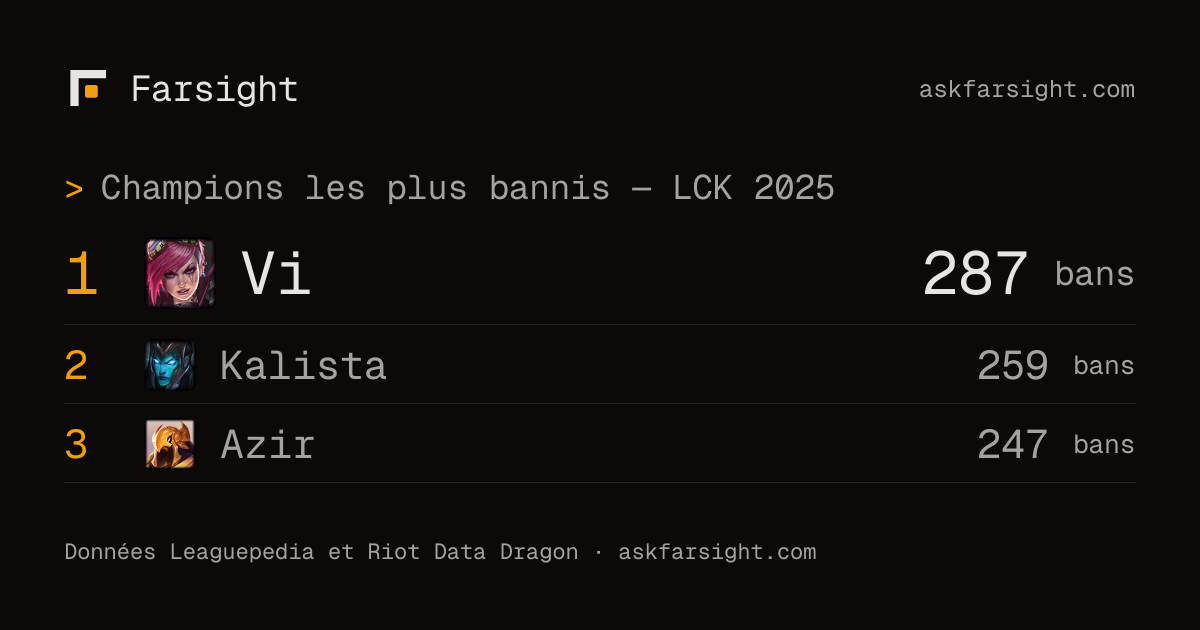 Farsight
askfarsight.com
> Champions les plus bannis — LCK 2025
1 Vi 287 bans
2 Kalista 259 bans
3 Azir 247 bans
Données Leaguepedia et Riot Data Dragon · askfarsight.com